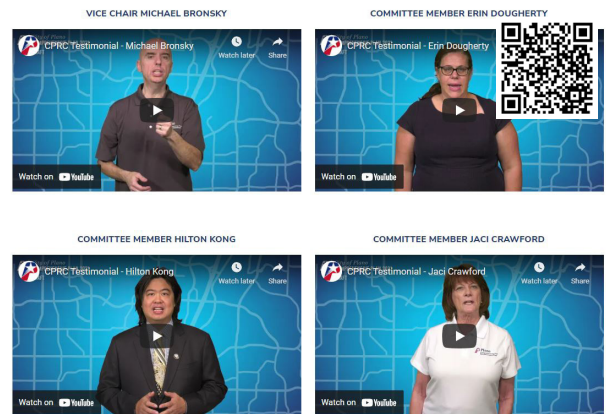 VICE CHAIR MICHAEL BRONSKY
COMMITTEE MEMBER ERIN DOUGHERTY
CPRC Testimonial - Michael Bronsky
Watch later
Share
Watch on YouTube
CPRC Testimonial - Erin Dougherty
Watch on YouTube
COMMITTEE MEMBER HILTON KONG
COMMITTEE MEMBER JACI CRAWFORD
CPRC Testimonial - Hilton Kong
Watch later
Share
Watch on YouTube
CPRC Testimonial - Jaci Crawford
Watch later
Share
Plano
Watch on YouTube